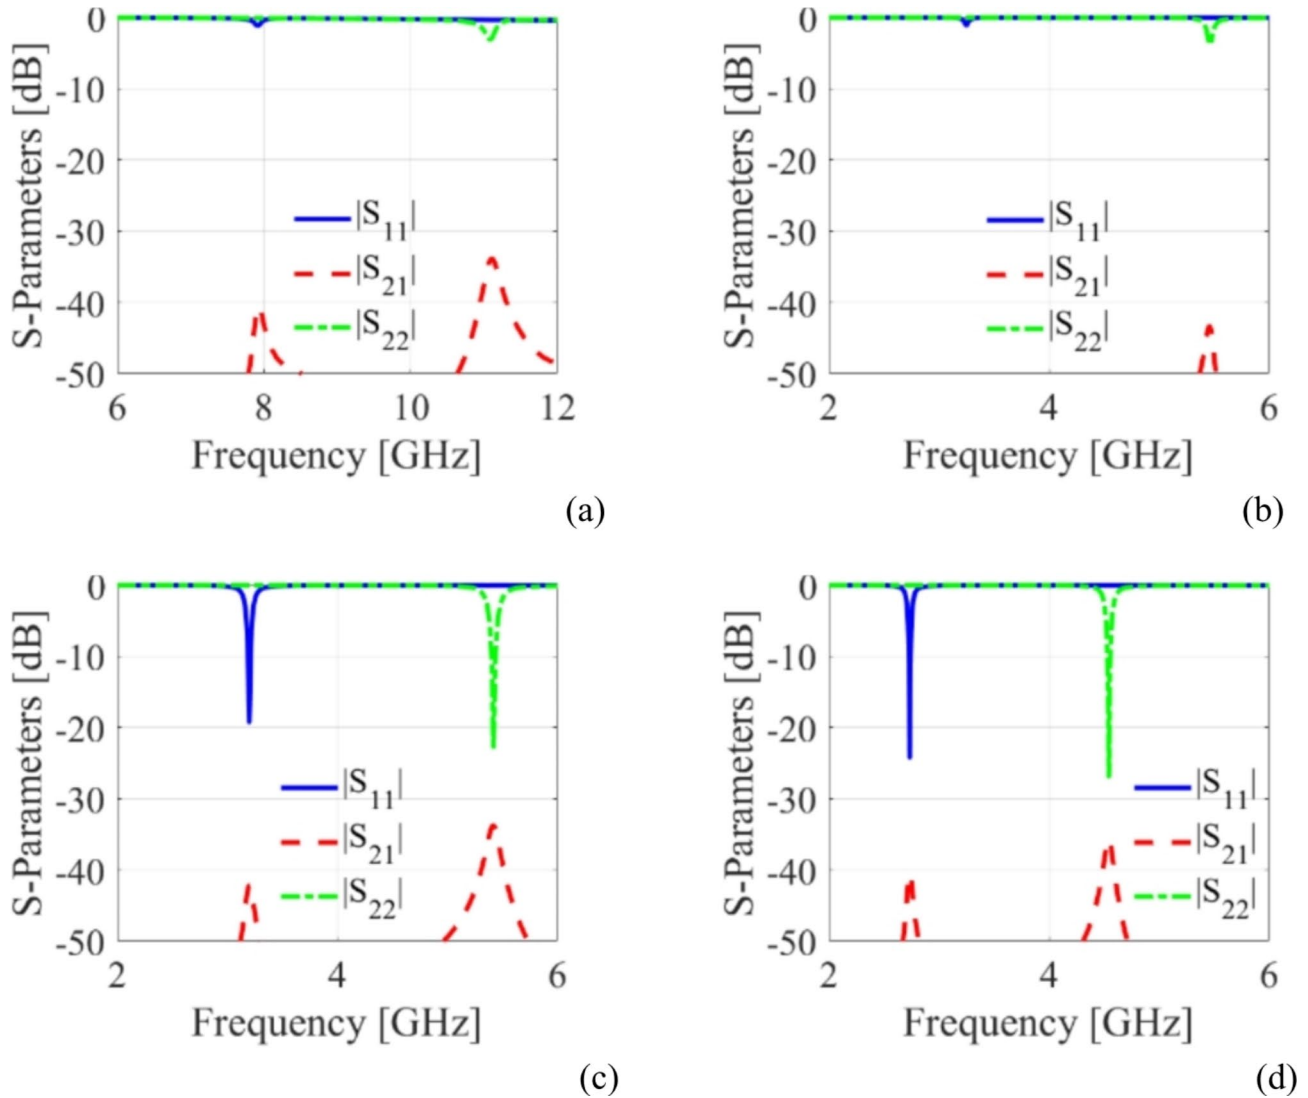 S-Parameters [dB]
0
-10
-20
-30
-40
-50
|S11|
|S21|
|S22|
6 8 10 12
Frequency [GHz]
(a)
S-Parameters [dB]
0
-10
-20
-30
-40
-50
|S11|
|S21|
|S22|
2 4 6
Frequency [GHz]
(b)
S-Parameters [dB]
0
-10
-20
-30
-40
-50
|S11|
|S21|
|S22|
2 4 6
Frequency [GHz]
(c)
S-Parameters [dB]
0
-10
-20
-30
-40
-50
|S11|
|S21|
|S22|
2 4 6
Frequency [GHz]
(d)